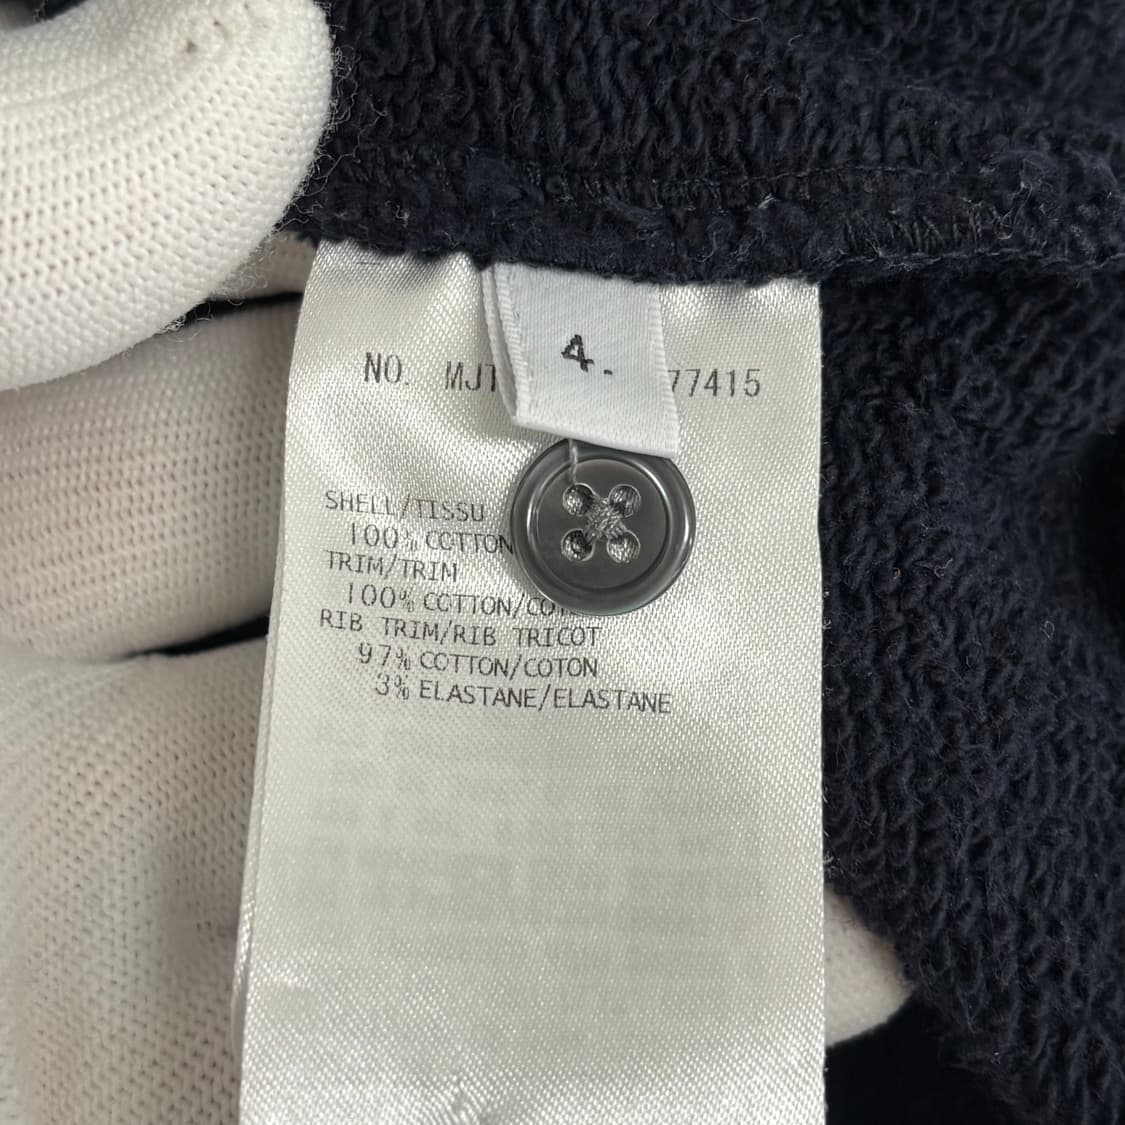 4.
NO. MJT 77415
SHELL/TISSU
100% COTTON
TRIM/TRIM
100% COTTON/CO
RIB TRIM/RIB TRICOT
97% COTTON/COTON
3% ELASTANE/ELASTANE